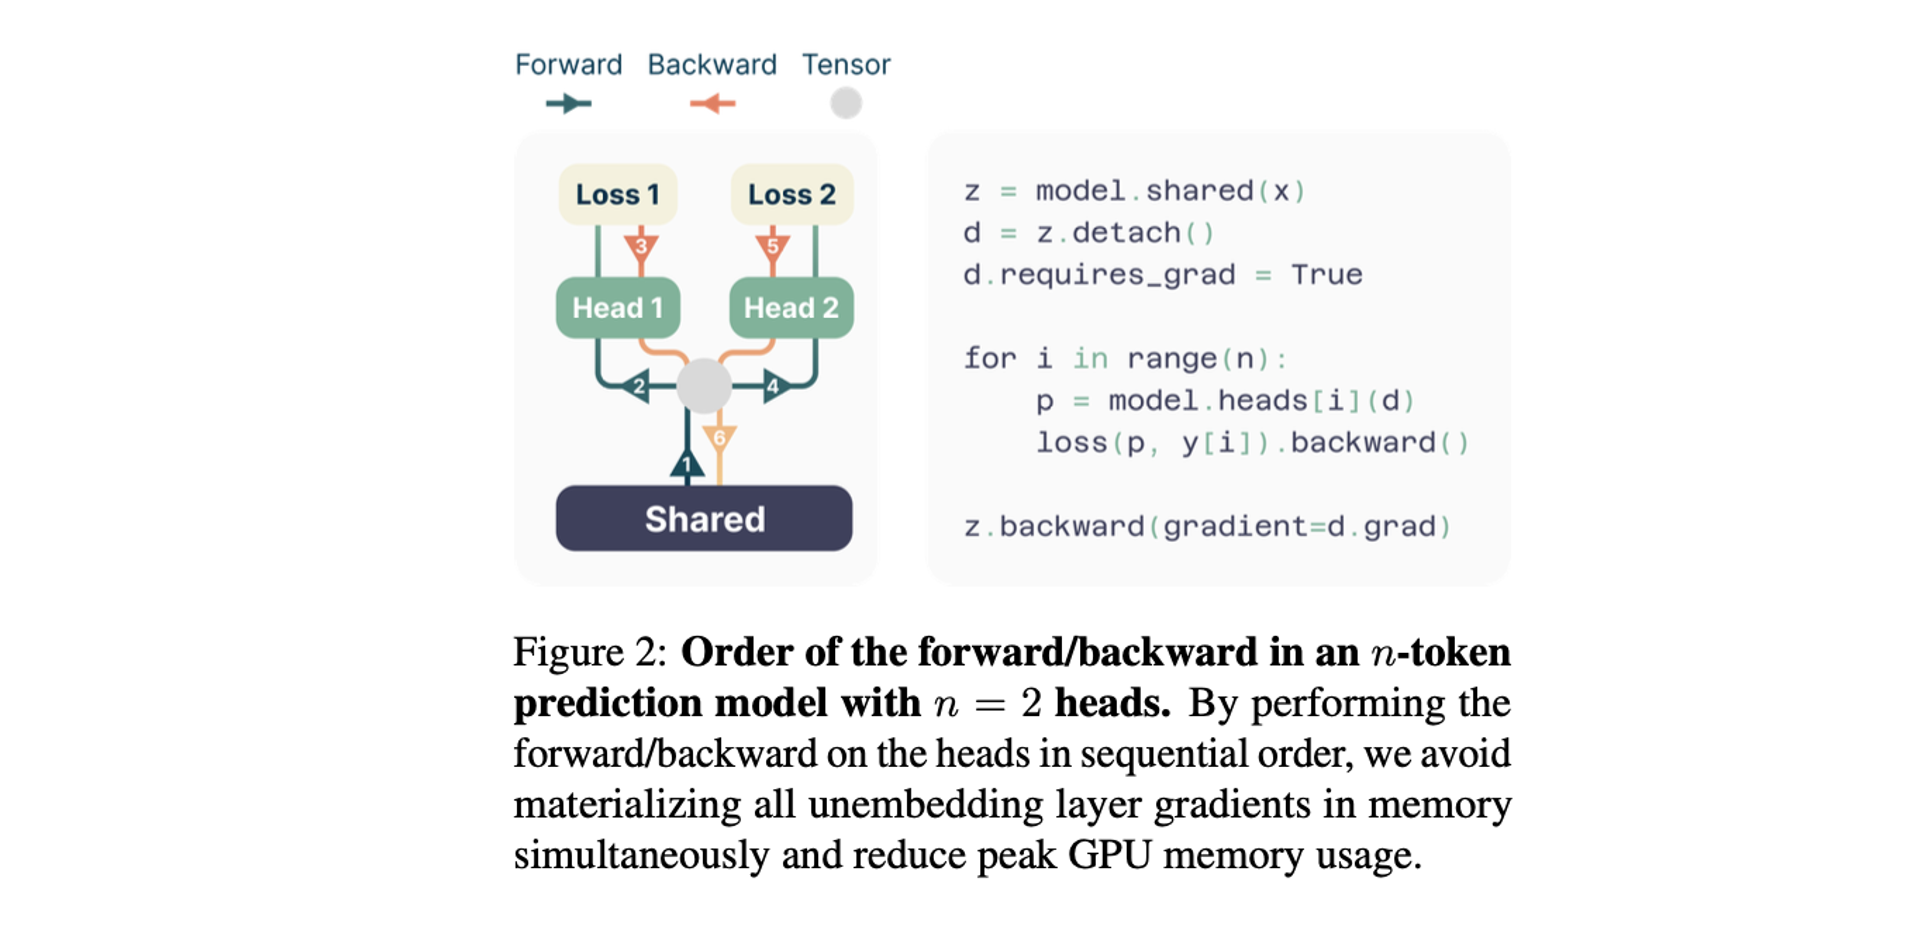 Forward Backward Tensor
Loss 1 Loss 2
3 5
Head 1 Head 2
2 4
6
1
Shared
z = model.shared(x)
d = z.detach()
d.requires_grad = True
for i in range(n):
    p = model.heads[i](d)
    loss(p, y[i]).backward()
z.backward(gradient=d.grad)
Figure 2: Order of the forward/backward in an n-token
prediction model with n = 2 heads. By performing the
forward/backward on the heads in sequential order, we avoid
materializing all unembedding layer gradients in memory
simultaneously and reduce peak GPU memory usage.